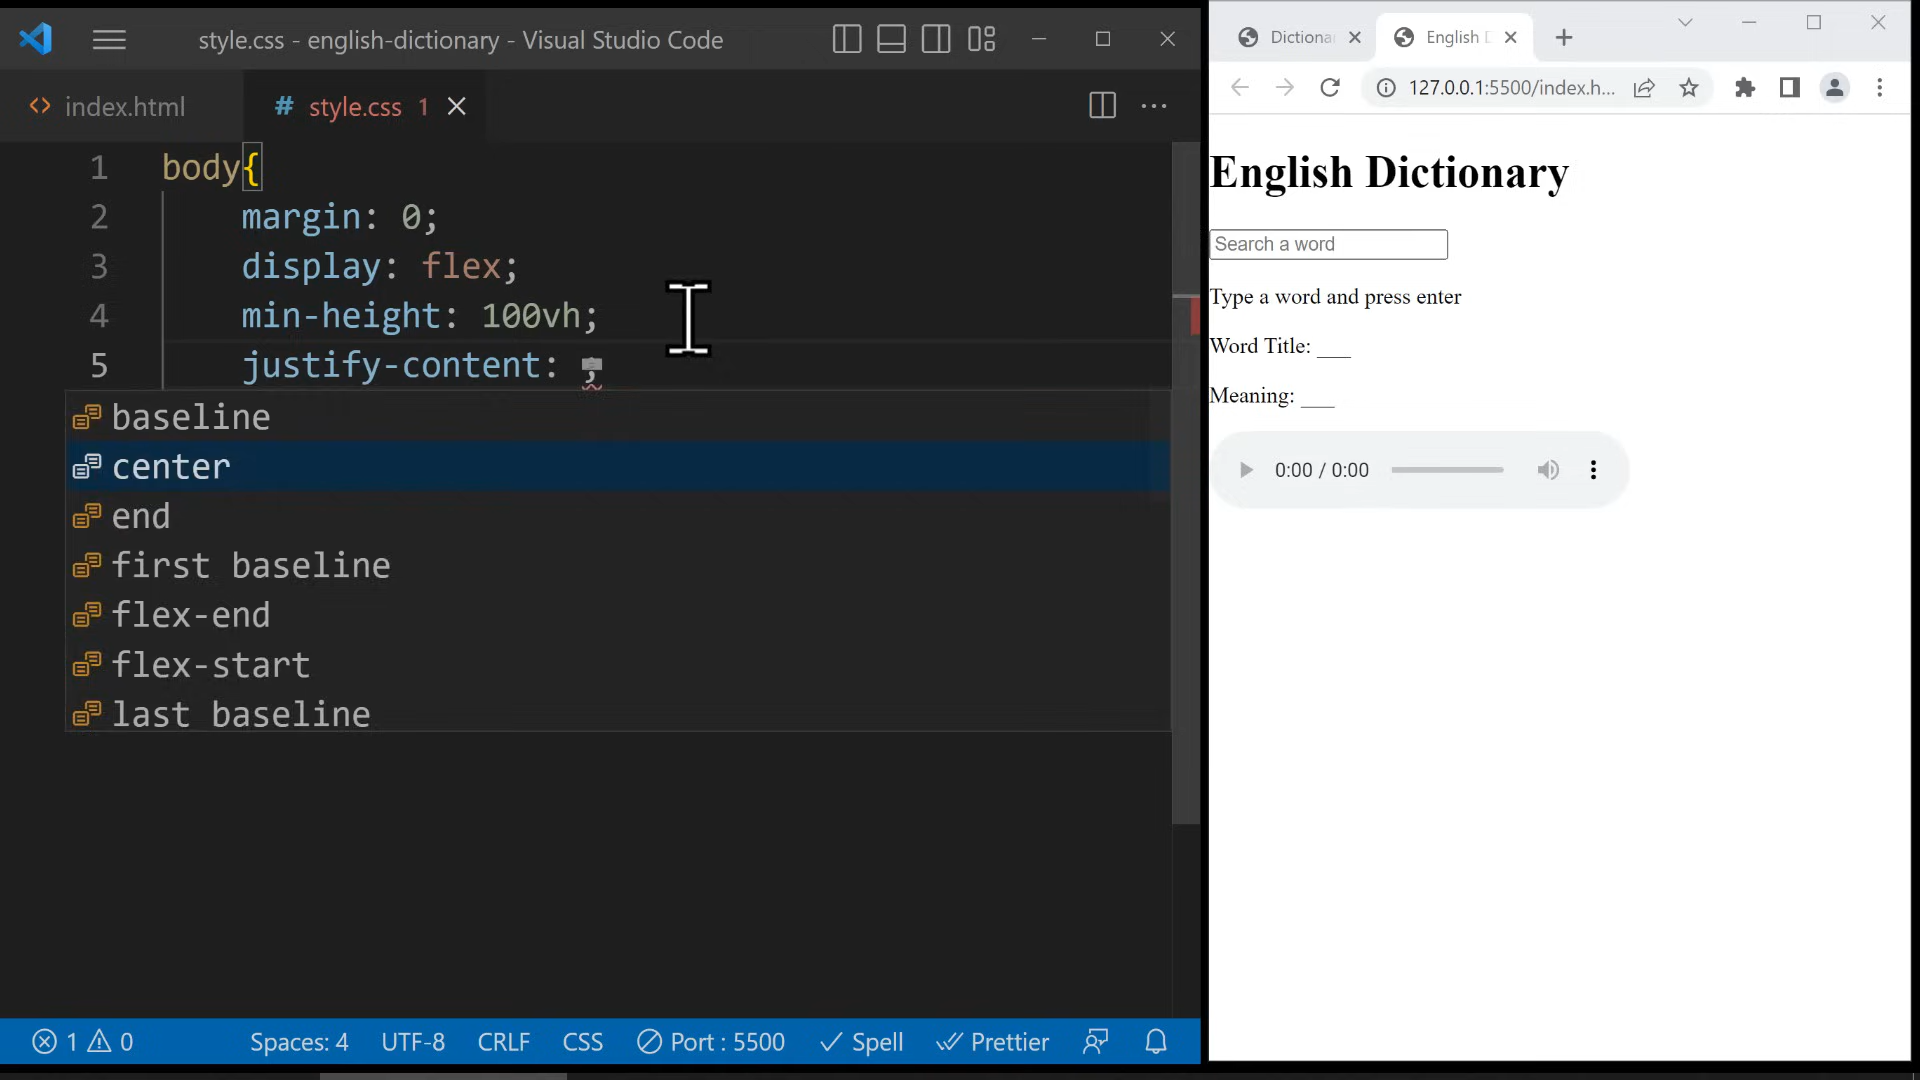 style.css - english-dictionary - Visual Studio Code
index.html
# style.css 1
1 body{
2 margin: 0;
3 display: flex;
4 min-height: 100vh;
5 justify-content: ;
baseline
center
end
first baseline
flex-end
flex-start
last baseline
1 0 Spaces: 4 UTF-8 CRLF CSS Port : 5500 Spell Prettier
Dictiona English D
127.0.0.1:5500/index.h...
English Dictionary
Search a word
Type a word and press enter
Word Title: ___
Meaning: ___
0:00 / 0:00